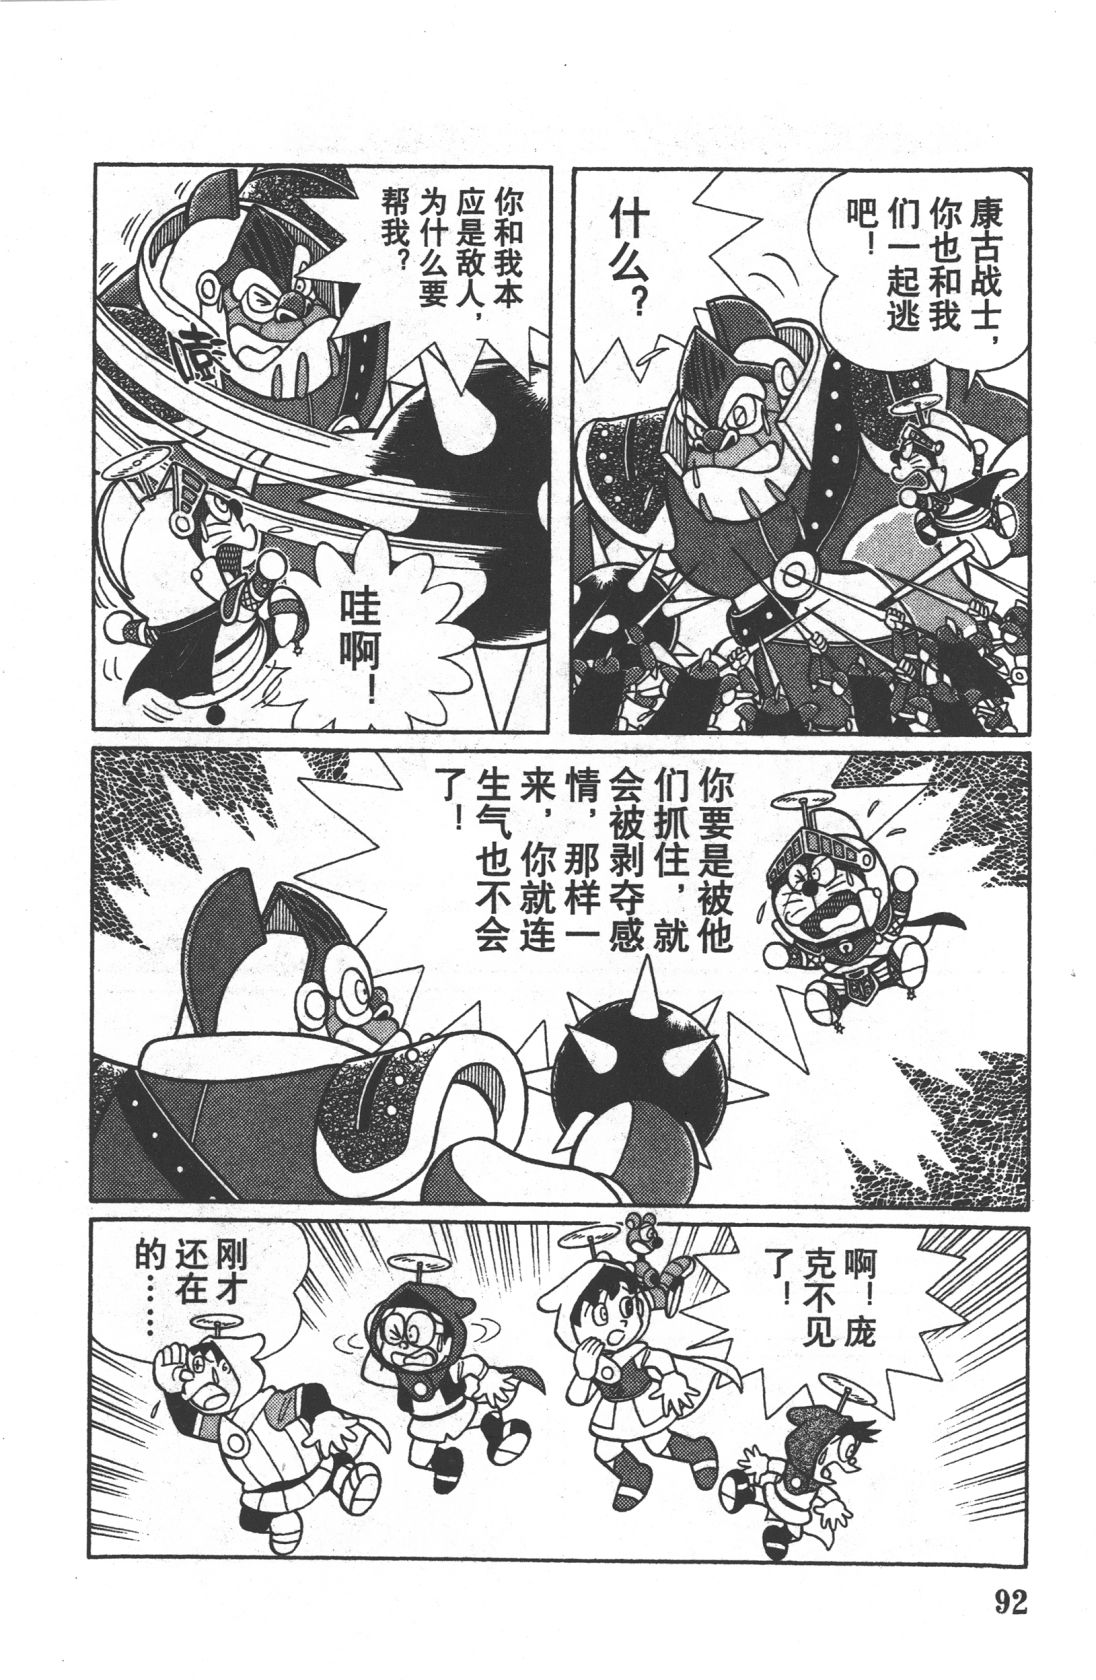 康古战士，
你也和我
们一起逃
吧！
什么？
你和我本
应是敌人，
为什么要
帮我？
嘻
哇啊！
你要是被他
们抓住，就
会被剥夺感
情，那样一
来，你就连
生气也不会
了！
啊！庞
克不见
了！
刚才
还在
的……
92